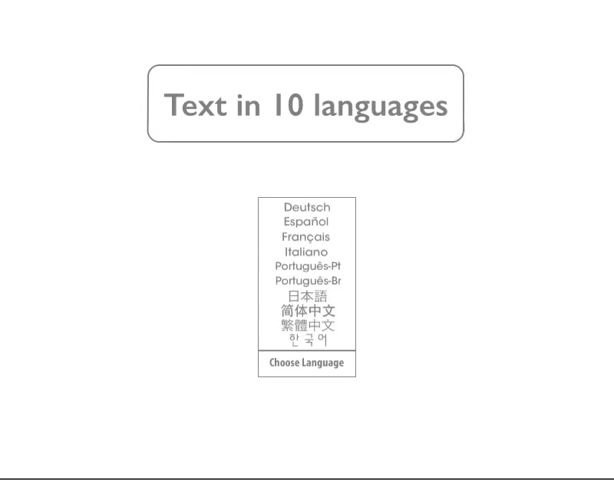 Text in 10 languages
Deutsch
Español
Français
Italiano
Português-Pt
Português-Br
日本語
简体中文
繁體中文
한국어
Choose Language